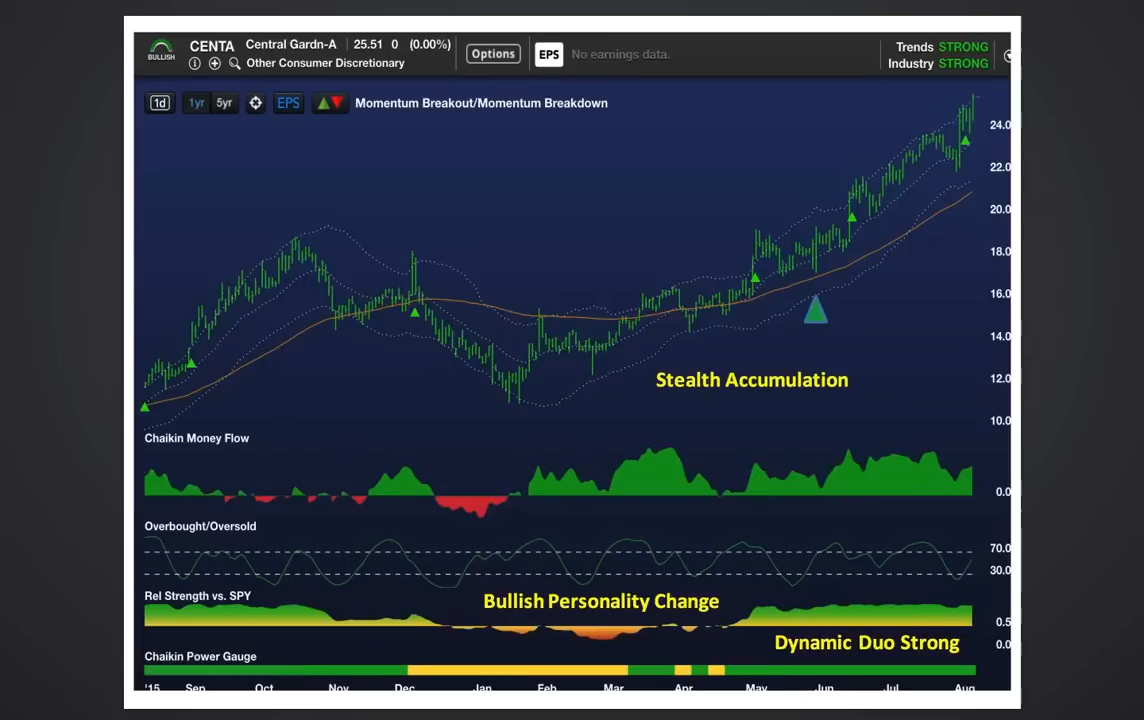 CENTA Central Gardn-A 25.51 0 (0.00%) Options EPS No earnings data. Trends STRONG
BULLISH Other Consumer Discretionary Industry STRONG
1d 1yr 5yr EPS Momentum Breakout/Momentum Breakdown
24.0
22.0
20.0
18.0
16.0
14.0
12.0
10.0
Stealth Accumulation
Chaikin Money Flow
0.0
Overbought/Oversold
70.0
30.0
Rel Strength vs. SPY
Bullish Personality Change
0.5
Dynamic Duo Strong
0.0
Chaikin Power Gauge
'15 Sep Oct Nov Dec Jan Feb Mar Apr May Jun Jul Aug